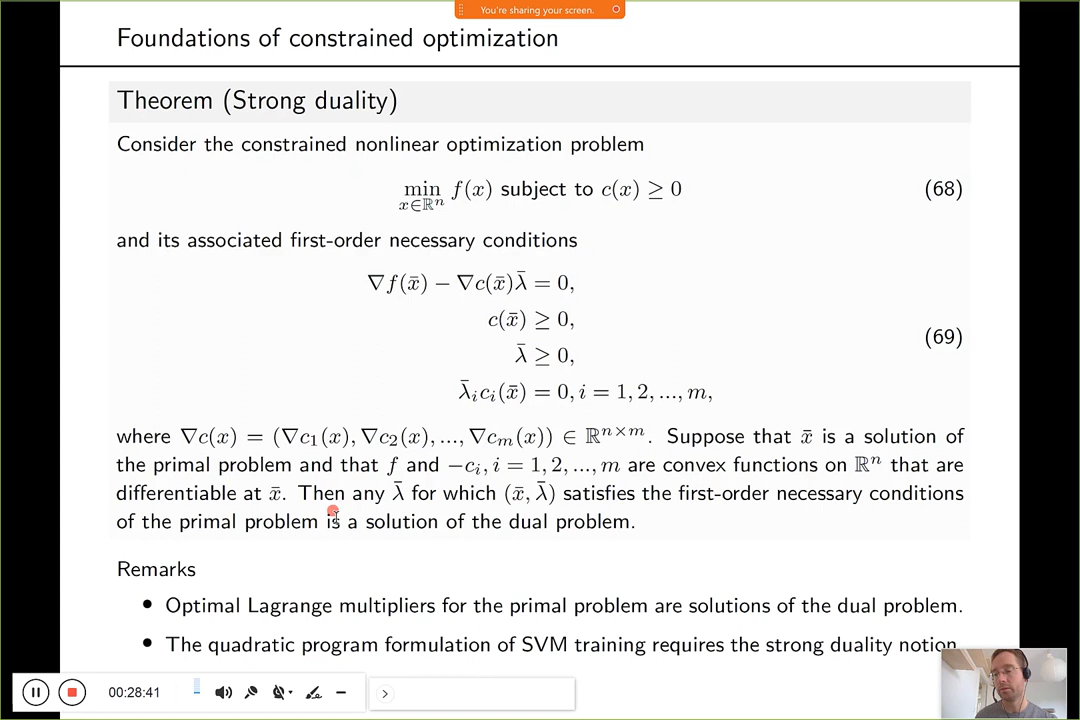 You're sharing your screen.
Foundations of constrained optimization
Theorem (Strong duality)
Consider the constrained nonlinear optimization problem
min f(x) subject to c(x) ≥ 0 (68)
x∈ℝⁿ
and its associated first-order necessary conditions
∇f(x̄) − ∇c(x̄)λ̄ = 0,
c(x̄) ≥ 0,
(69)
λ̄ ≥ 0,
λ̄ᵢcᵢ(x̄) = 0, i = 1, 2, ..., m,
where ∇c(x) = (∇c₁(x), ∇c₂(x), ..., ∇cₘ(x)) ∈ ℝⁿˣᵐ. Suppose that x̄ is a solution of
the primal problem and that f and −cᵢ, i = 1, 2, ..., m are convex functions on ℝⁿ that are
differentiable at x̄. Then any λ̄ for which (x̄, λ̄) satisfies the first-order necessary conditions
of the primal problem is a solution of the dual problem.
Remarks
• Optimal Lagrange multipliers for the primal problem are solutions of the dual problem.
• The quadratic program formulation of SVM training requires the strong duality notion.
00:28:41